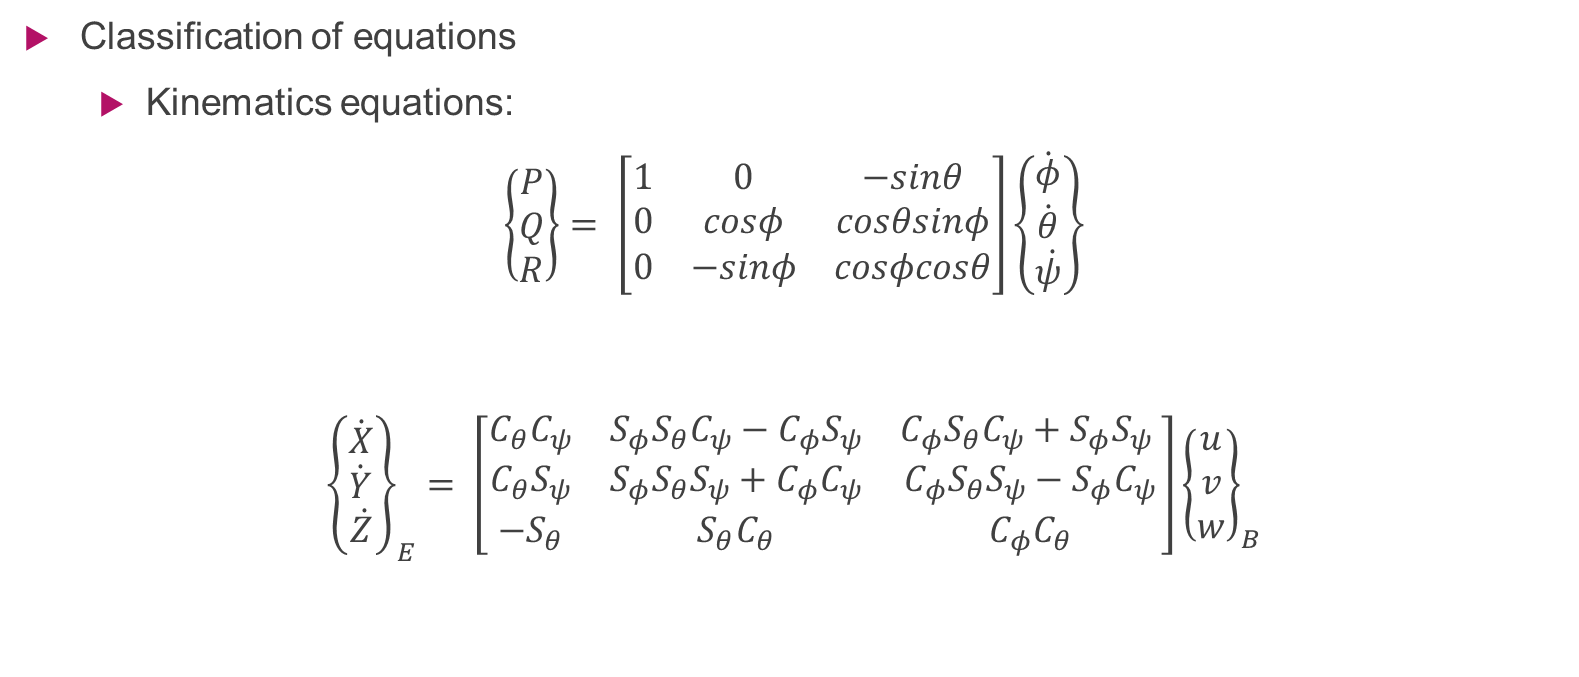 ▶ Classification of equations
▶ Kinematics equations:
{P Q R} = [1 0 −sinθ; 0 cosϕ cosθsinϕ; 0 −sinϕ cosϕcosθ] {ϕ̇ θ̇ ψ̇}
{Ẋ Ẏ Ż}_E = [C_θC_ψ S_ϕS_θC_ψ − C_ϕS_ψ C_ϕS_θC_ψ + S_ϕS_ψ; C_θS_ψ S_ϕS_θS_ψ + C_ϕC_ψ C_ϕS_θS_ψ − S_ϕC_ψ; −S_θ S_θC_θ C_ϕC_θ] {u v w}_B